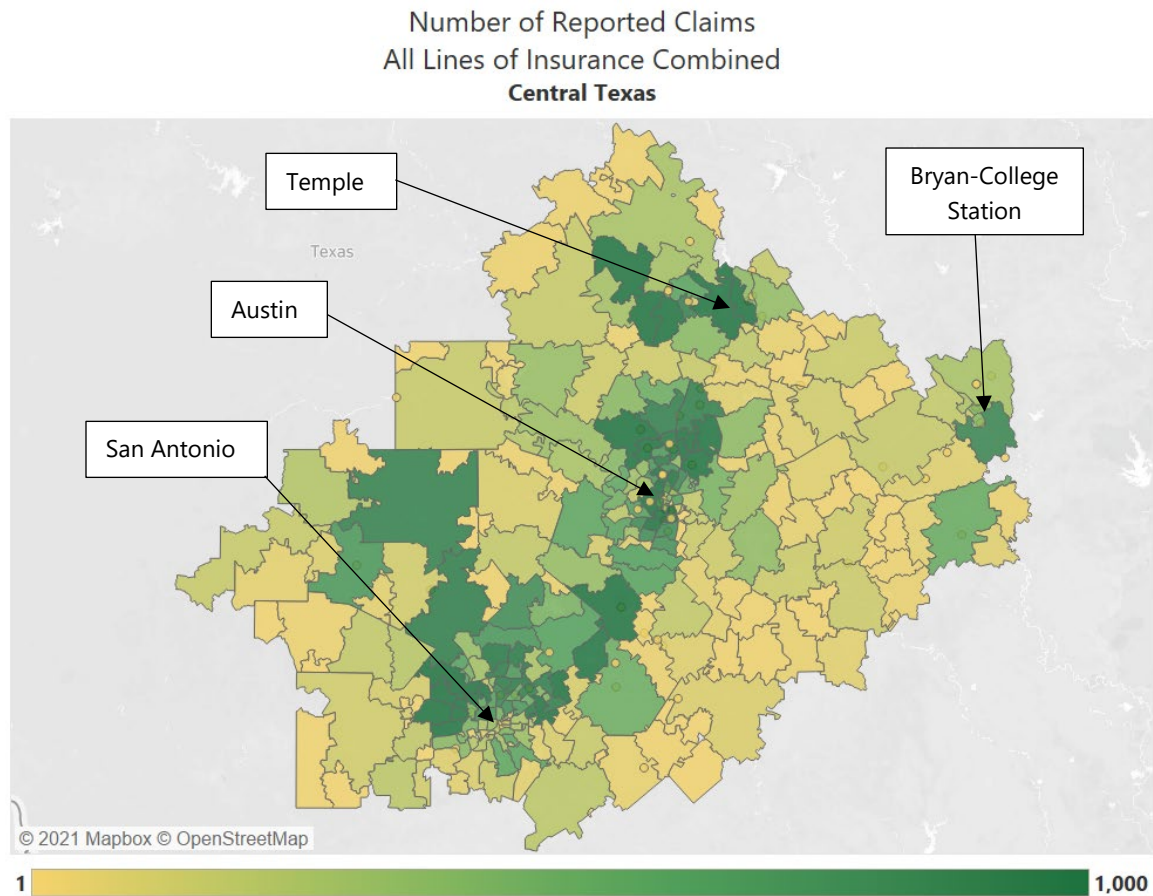 Number of Reported Claims
All Lines of Insurance Combined
Central Texas
Temple
Bryan-College
Station
Texas
Austin
San Antonio
© 2021 Mapbox © OpenStreetMap
1
1,000